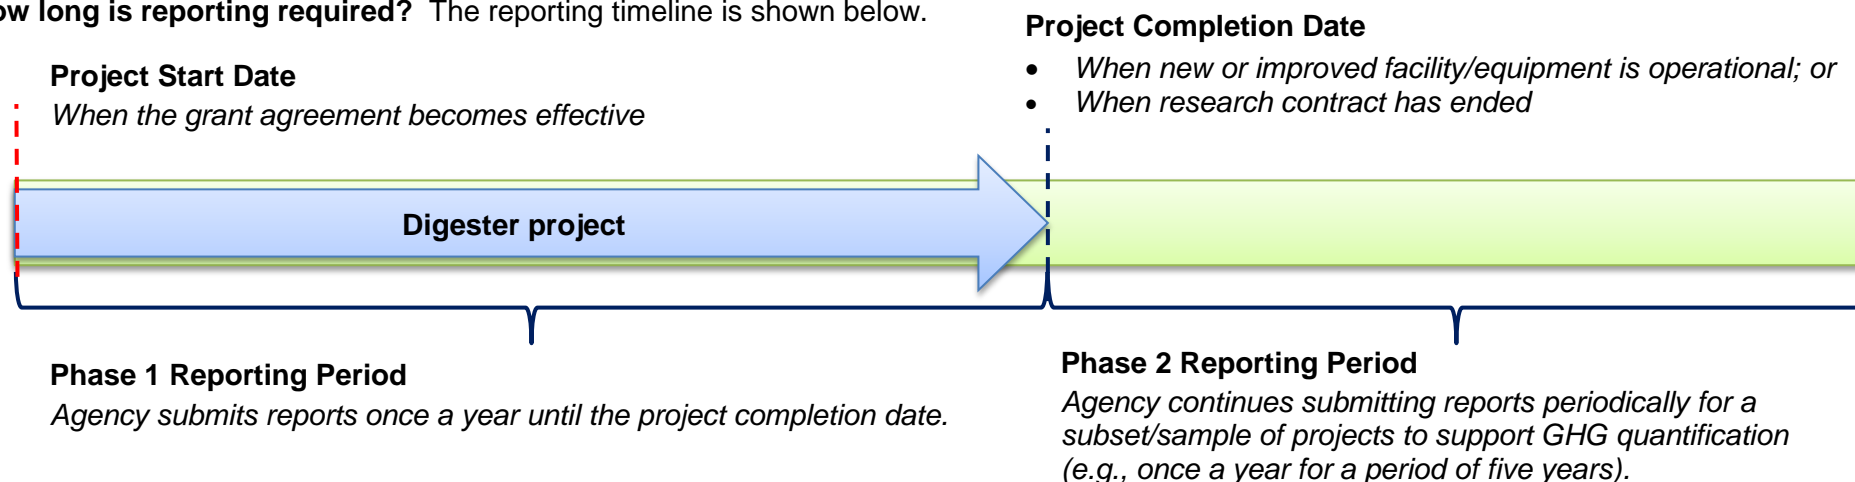 ow long is reporting required? The reporting timeline is shown below.
Project Start Date
When the grant agreement becomes effective
Project Completion Date
• When new or improved facility/equipment is operational; or
• When research contract has ended
Digester project
Phase 1 Reporting Period
Agency submits reports once a year until the project completion date.
Phase 2 Reporting Period
Agency continues submitting reports periodically for a
subset/sample of projects to support GHG quantification
(e.g., once a year for a period of five years).